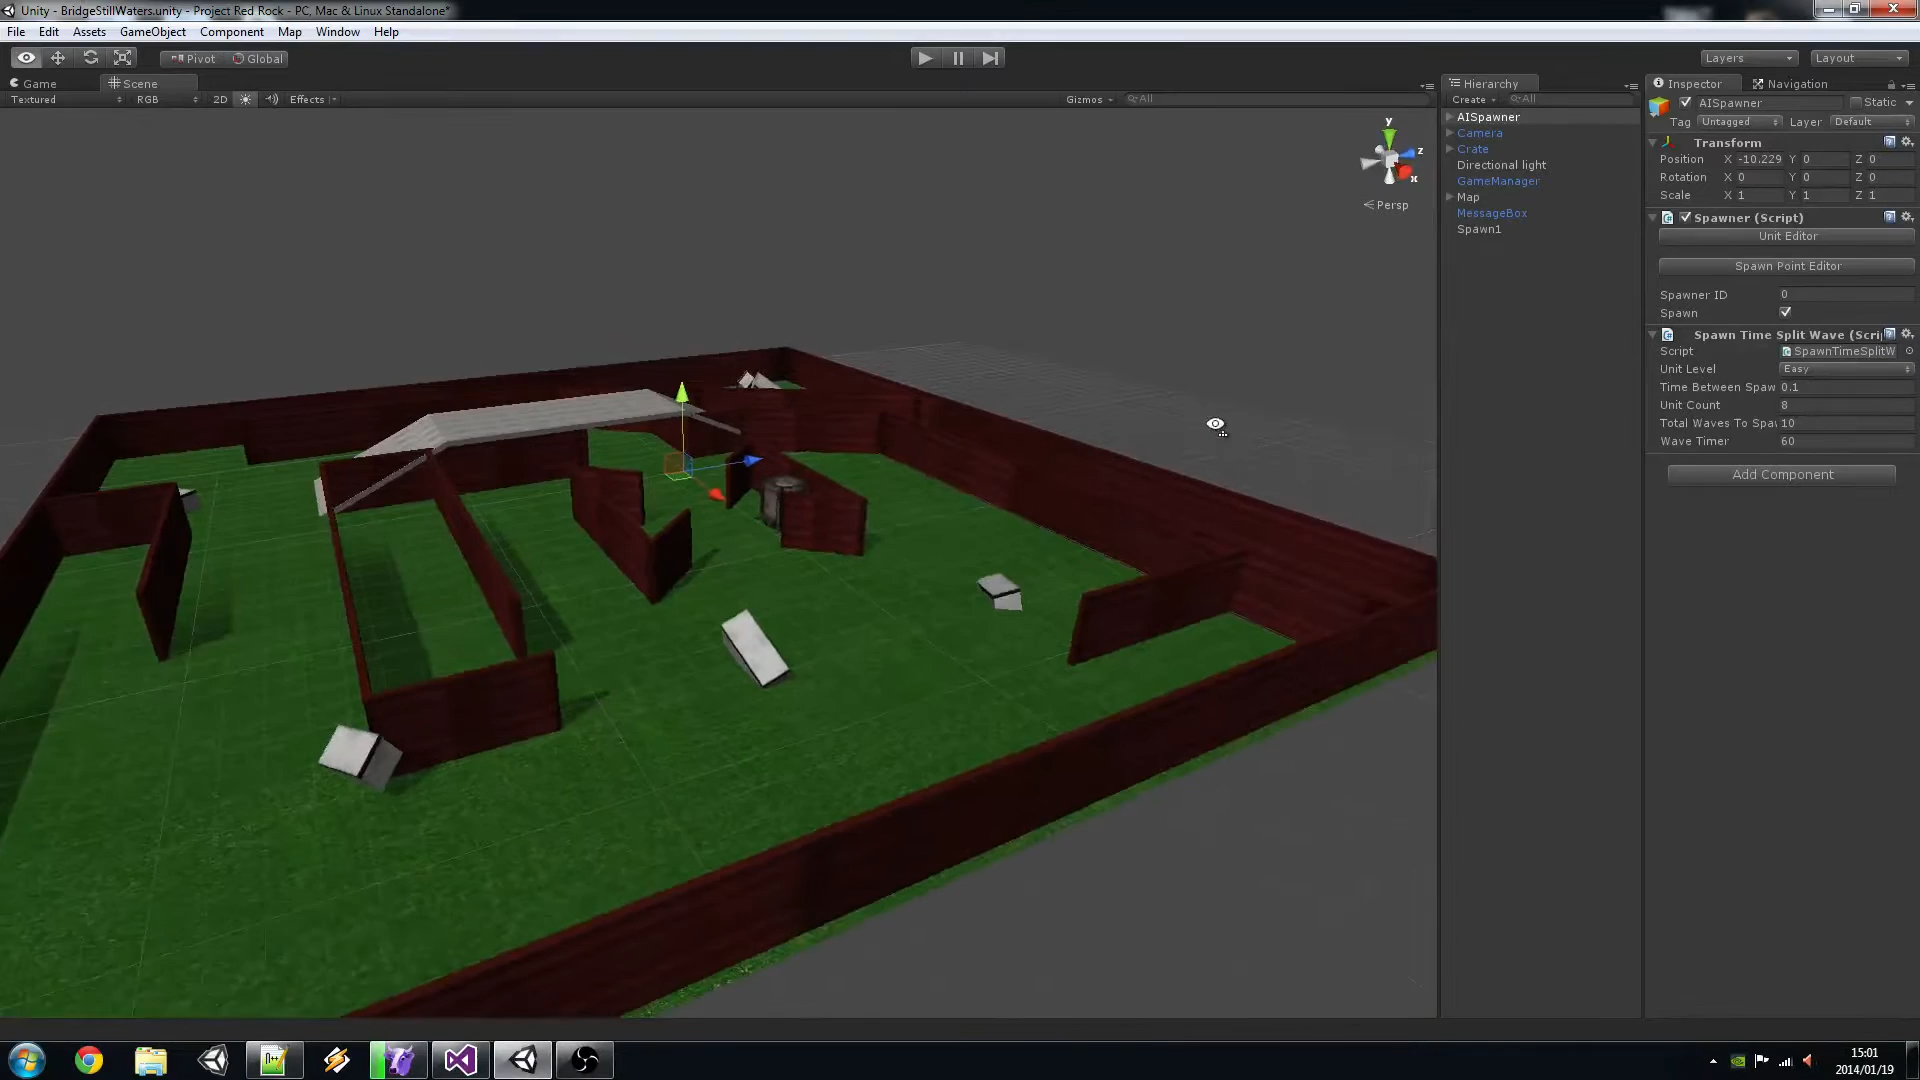 Unity - BridgeStillWaters.unity - Project Red Rock - PC, Mac & Linux Standalone*
File Edit Assets GameObject Component Map Window Help
Pivot Global Layers Layout
Game Scene Hierarchy Inspector Navigation
Textured RGB 2D Effects Gizmos All Create All
AISpawner Static
Tag Untagged Layer Default
AISpawner
Camera
Crate
Directional light
GameManager
Map
MessageBox
Spawn1
y
z
x
Persp
Transform
Position X -10.229 Y 0 Z 0
Rotation X 0 Y 0 Z 0
Scale X 1 Y 1 Z 1
Spawner (Script)
Unit Editor
Spawn Point Editor
Spawner ID 0
Spawn
Spawn Time Split Wave (Scri
Script SpawnTimeSplitW
Unit Level Easy
Time Between Spaw 0.1
Unit Count 8
Total Waves To Spa 10
Wave Timer 60
Add Component
N++
15:01
2014/01/19